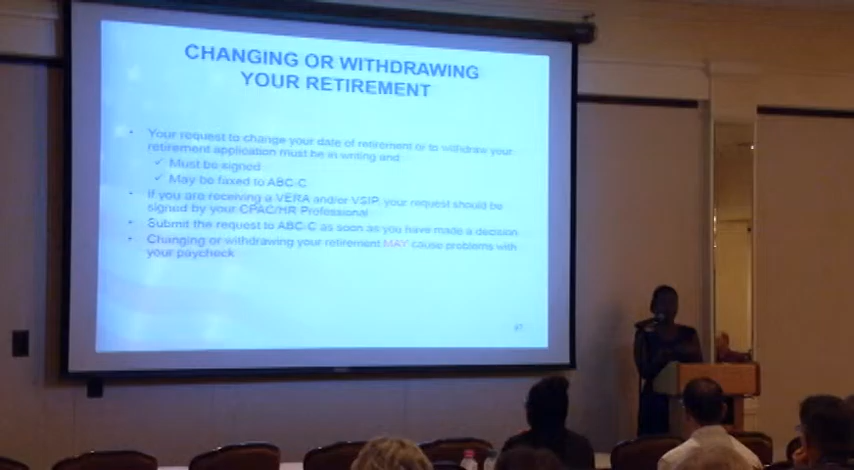 CHANGING OR WITHDRAWING
YOUR RETIREMENT
• Your request to change your date of retirement or to withdraw your
retirement application must be in writing and:
✓ Must be signed
✓ May be faxed to ABC-C
• If you are receiving a VERA and/or VSIP, your request should be
signed by your CPAC/HR Professional
• Submit the request to ABC-C as soon as you have made a decision
• Changing or withdrawing your retirement MAY cause problems with
your paycheck